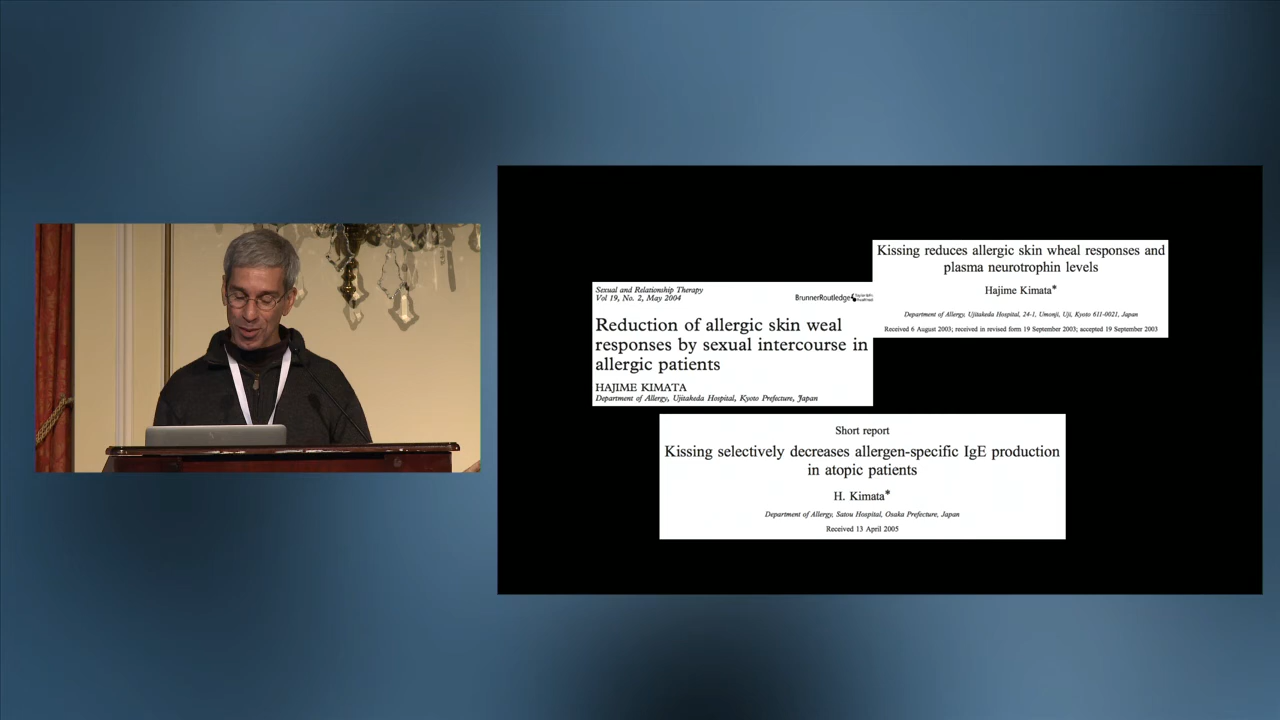 Kissing reduces allergic skin wheal responses and
plasma neurotrophin levels
Hajime Kimata*
Department of Allergy, Ujitakeda Hospital, 24-1, Umonji, Uji, Kyoto 611-0021, Japan
Received 6 August 2003; received in revised form 19 September 2003; accepted 19 September 2003
Sexual and Relationship Therapy
Vol 19, No. 2, May 2004
BrunnerRoutledge
Reduction of allergic skin weal
responses by sexual intercourse in
allergic patients
HAJIME KIMATA
Department of Allergy, Ujitakeda Hospital, Kyoto Prefecture, Japan
Short report
Kissing selectively decreases allergen-specific IgE production
in atopic patients
H. Kimata*
Department of Allergy, Satou Hospital, Osaka Prefecture, Japan
Received 13 April 2005